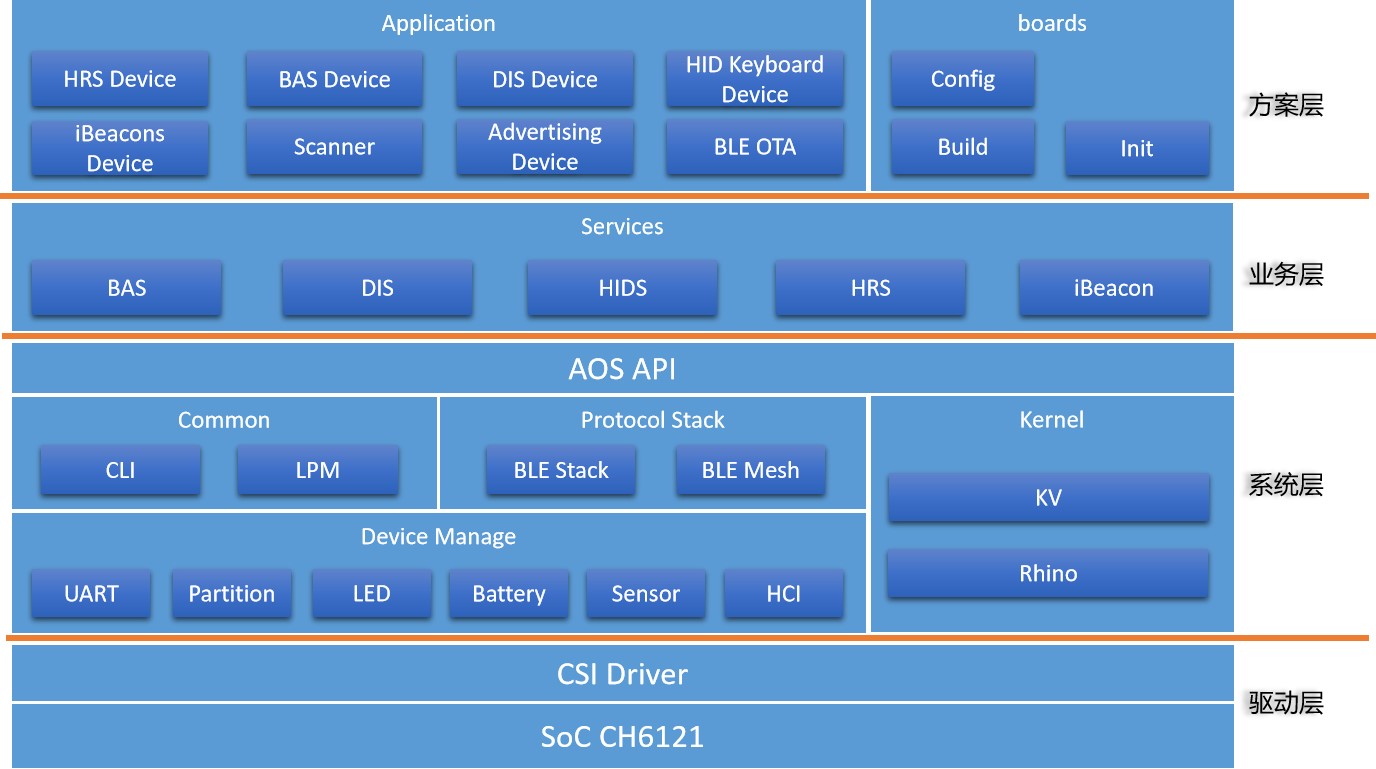 Application
boards
HRS Device
BAS Device
DIS Device
HID Keyboard
Device
Config
方案层
iBeacons
Device
Scanner
Advertising
Device
BLE OTA
Build
Init
Services
BAS
DIS
HIDS
HRS
iBeacon
业务层
AOS API
Common
Protocol Stack
Kernel
CLI
LPM
BLE Stack
BLE Mesh
KV
系统层
Device Manage
UART
Partition
LED
Battery
Sensor
HCI
Rhino
CSI Driver
驱动层
SoC CH6121